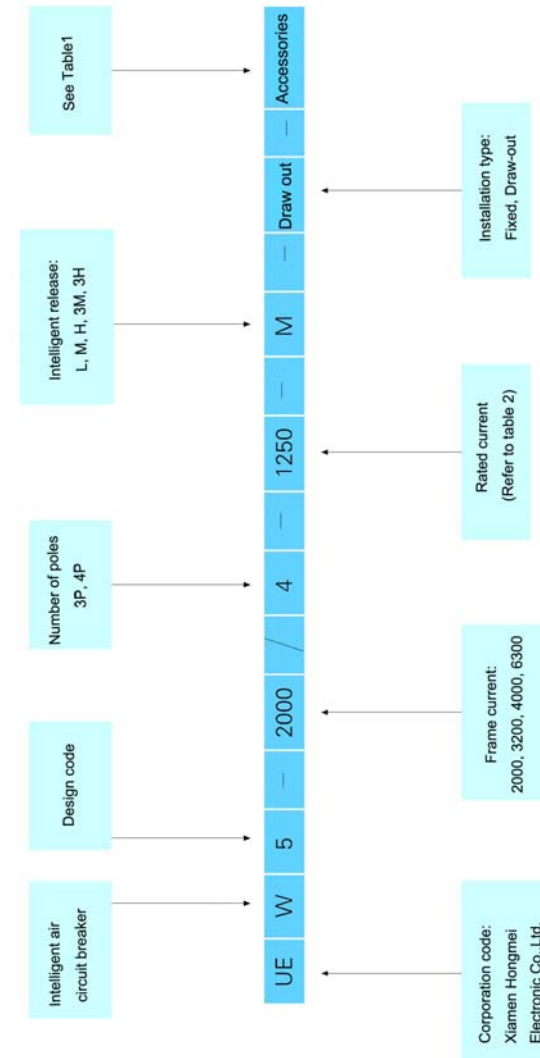 Intelligent air
circuit breaker
Design code
Number of poles
3P, 4P
Intelligent release:
L, M, H, 3M, 3H
See Table1
UE W 5 — 2000 / 4 — 1250 — M — Draw out — Accessories
Corporation code:
Xiamen Hongmei
Electronic Co.,Ltd.
Frame current:
2000, 3200, 4000, 6300
Rated current
(Refer to table 2)
Installation type:
Fixed, Draw-out